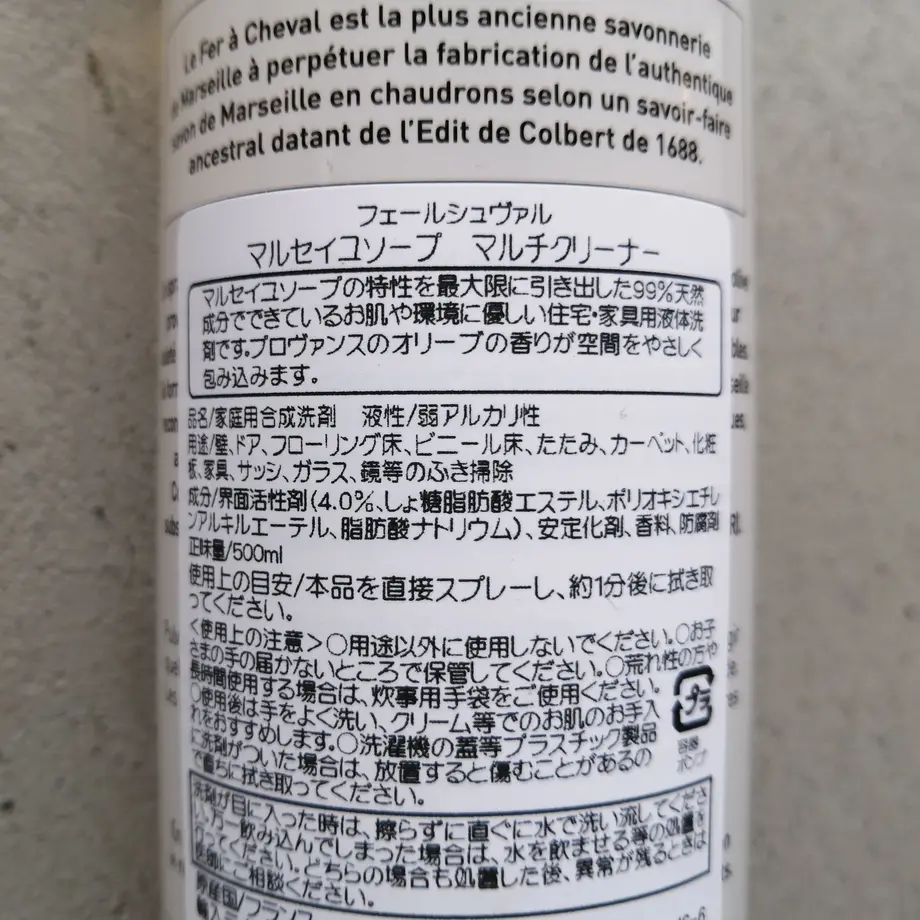 Le Fer à Cheval est la plus ancienne savonnerie
de Marseille à perpétuer la fabrication de l'authentique
savon de Marseille en chaudrons selon un savoir-faire
ancestral datant de l'Edit de Colbert de 1688.
フェールシュヴァル
マルセイユソープ　マルチクリーナー
マルセイユソープの特性を最大限に引き出した99%天然
成分でできているお肌や環境に優しい住宅・家具用液体洗
剤です。プロヴァンスのオリーブの香りが空間をやさしく
包み込みます。
品名/家庭用合成洗剤　液性/弱アルカリ性
用途/壁、ドア、フローリング床、ビニール床、たたみ、カーペット、化粧
板、家具、サッシ、ガラス、鏡等のふき掃除
成分/界面活性剤(4.0%、しょ糖脂肪酸エステル、ポリオキシエチレ
ンアルキルエーテル、脂肪酸ナトリウム)、安定化剤、香料、防腐剤
正味量/500ml
使用上の目安/本品を直接スプレーし、約1分後に拭き取
ってください。
<使用上の注意>○用途以外に使用しないでください。○お子
さまの手の届かないところで保管してください。○荒れ性の方や
長時間使用する場合は、炊事用手袋をご使用ください。
○使用後は手をよく洗い、クリーム等でのお肌のお手入
れをおすすめします。○洗濯機の蓋等プラスチック製品
に洗剤がついた場合は、放置すると傷むことがあるの
で直ちに拭き取ってください。
プラ
容器
ポンプ
洗剤が目に入った時は、擦らずに直ぐに水で洗い流してくださ
い。万一飲み込んでしまった場合は、水を飲ませる等の処置を
行ってください。どちらの場合も処置した後、異常が残るときは
医師にご相談ください。
原産国/フランス